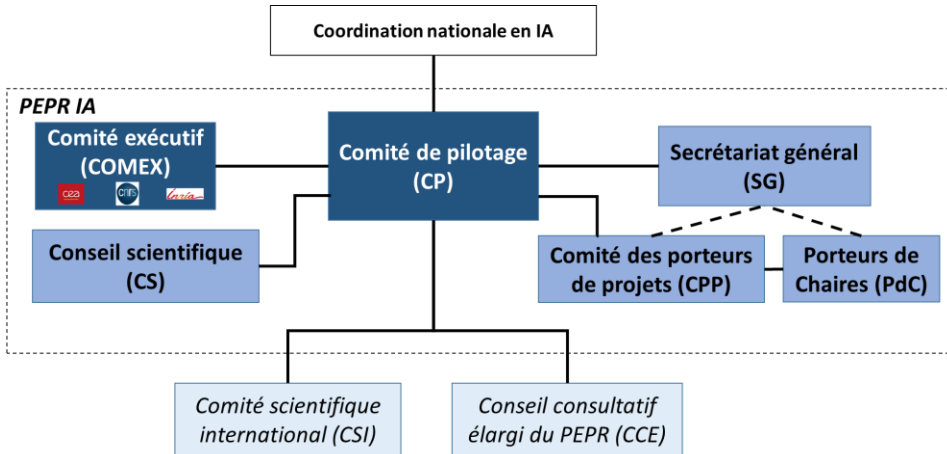 Coordination nationale en IA
PEPR IA
Comité exécutif
(COMEX)
cea
cnrs
Inria
Comité de pilotage
(CP)
Secrétariat général
(SG)
Conseil scientifique
(CS)
Comité des porteurs
de projets (CPP)
Porteurs de
Chaires (PdC)
Comité scientifique
international (CSI)
Conseil consultatif
élargi du PEPR (CCE)